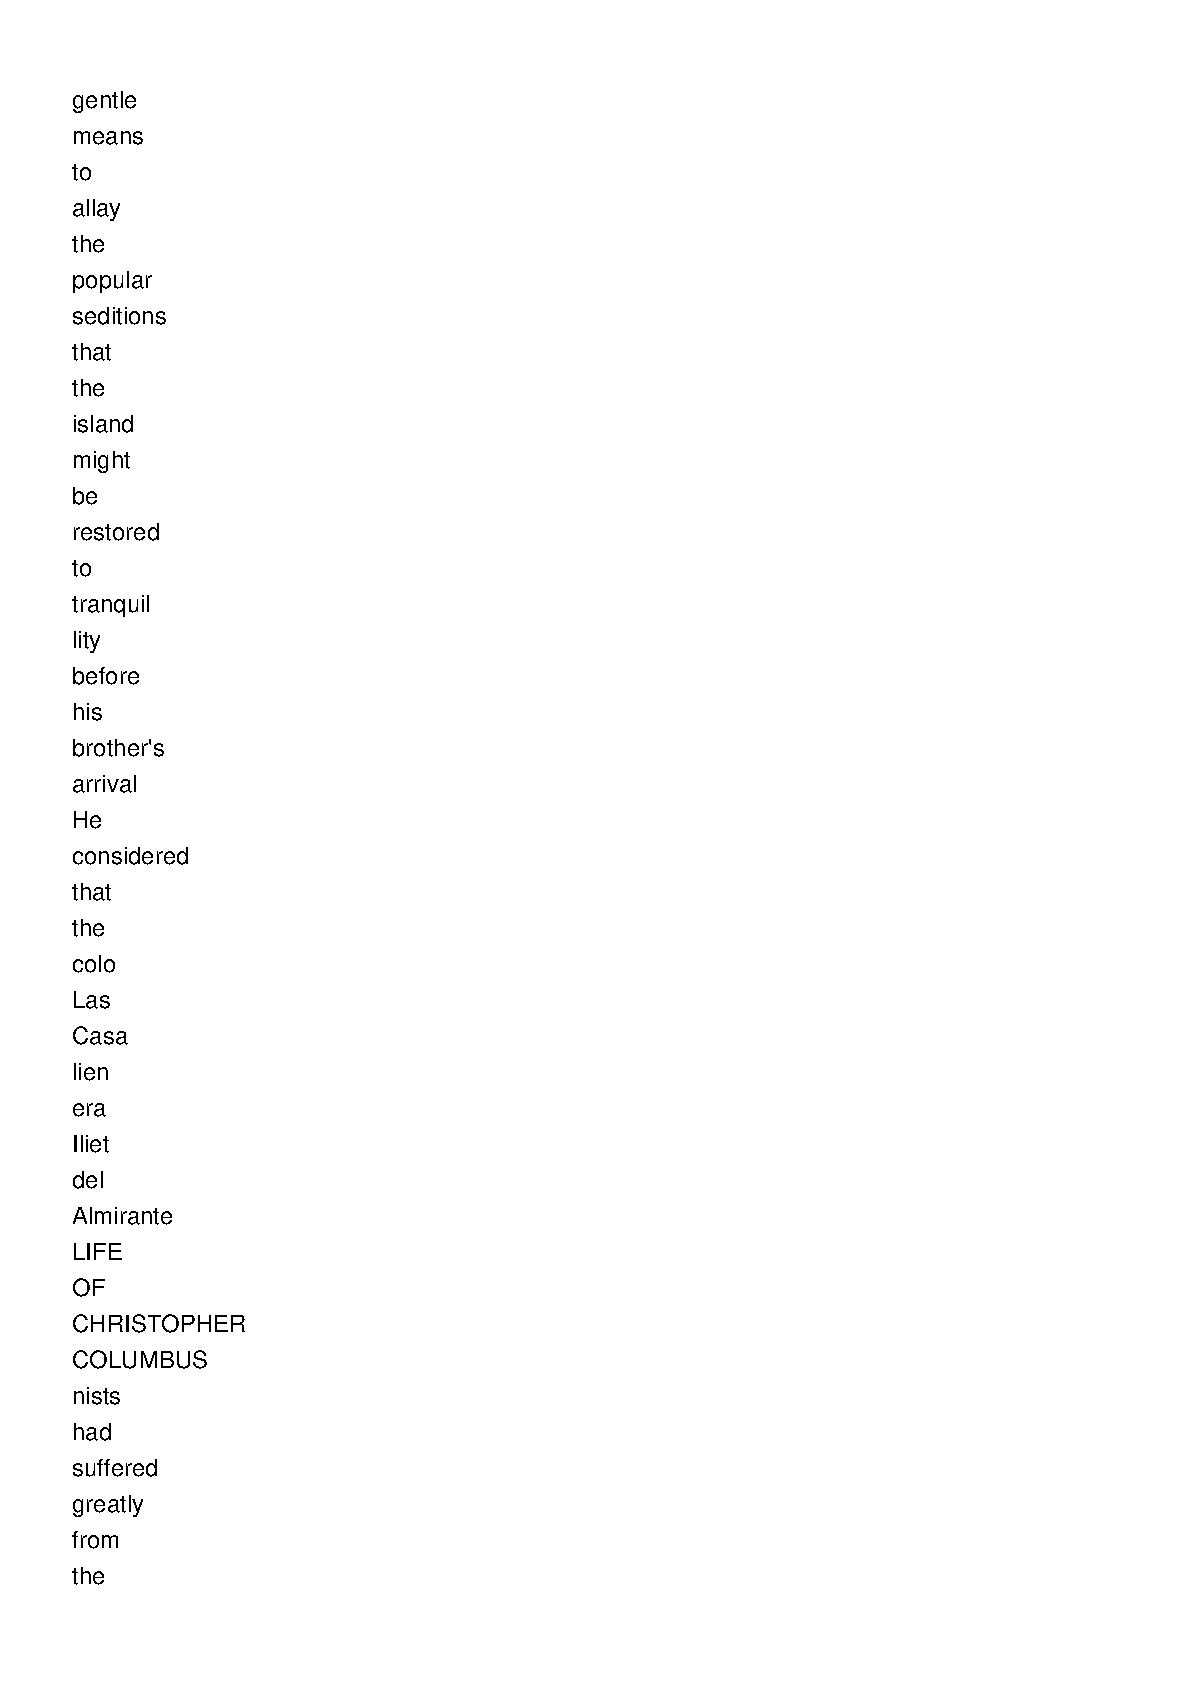 gentle
means
to
allay
the
popular
seditions
that
the
island
might
be
restored
to
tranquil
lity
before
his
brother's
arrival
He
considered
that
the
colo
Las
Casa
lien
era
Iliet
del
Almirante
LIFE
OF
CHRISTOPHER
COLUMBUS
nists
had
suffered
greatly
from
the